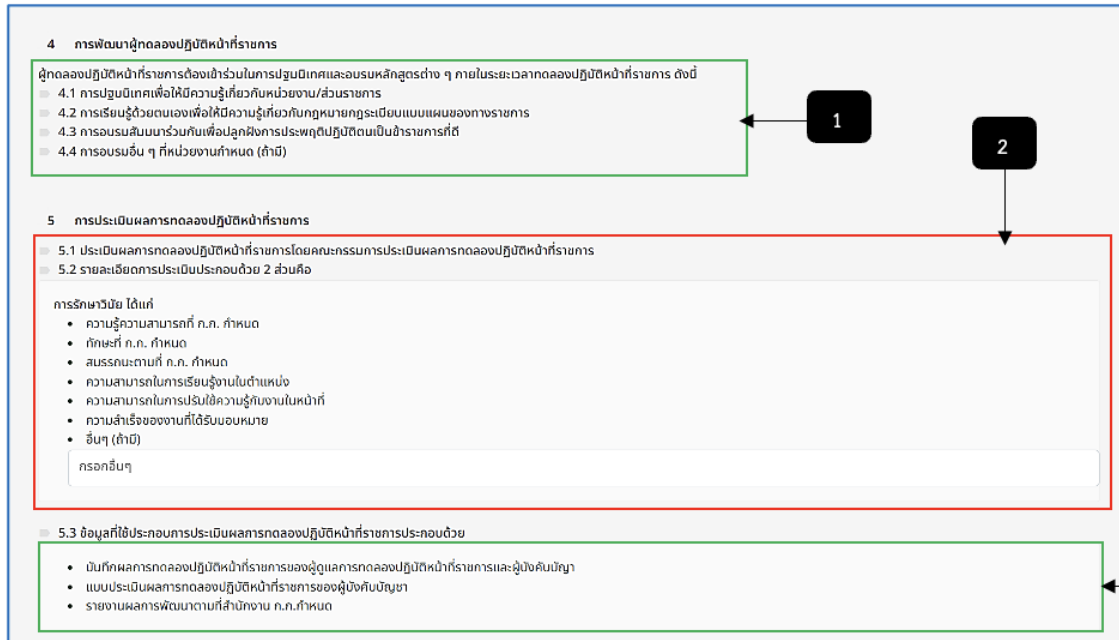 4 การพัฒนาผู้ทดลองปฏิบัติหน้าที่ราชการ
ผู้ทดลองปฏิบัติหน้าที่ราชการต้องเข้าร่วมในการปฐมนิเทศและอบรมหลักสูตรต่าง ๆ ภายในระยะเวลาทดลองปฏิบัติหน้าที่ราชการ ดังนี้
4.1 การปฐมนิเทศเพื่อให้มีความรู้เกี่ยวกับหน่วยงาน/ส่วนราชการ
4.2 การเรียนรู้ด้วยตนเองเพื่อให้มีความรู้เกี่ยวกับกฎหมายกฎระเบียบแบบแผนของทางราชการ
4.3 การอบรมสัมมนาร่วมกันเพื่อปลูกฝังการประพฤติปฏิบัติตนเป็นข้าราชการที่ดี
4.4 การอบรมอื่น ๆ ที่หน่วยงานกำหนด (ถ้ามี)
1
2
5 การประเมินผลการทดลองปฏิบัติหน้าที่ราชการ
5.1 ประเมินผลการทดลองปฏิบัติหน้าที่ราชการโดยคณะกรรมการประเมินผลการทดลองปฏิบัติหน้าที่ราชการ
5.2 รายละเอียดการประเมินประกอบด้วย 2 ส่วนคือ
การรักษาวินัย ได้แก่
• ความรู้ความสามารถที่ ก.ก. กำหนด
• ทักษะที่ ก.ก. กำหนด
• สมรรถนะตามที่ ก.ก. กำหนด
• ความสามารถในการเรียนรู้งานในตำแหน่ง
• ความสามารถในการปรับใช้ความรู้กับงานในหน้าที่
• ความสำเร็จของงานที่ได้รับมอบหมาย
• อื่นๆ (ถ้ามี)
กรอกอื่นๆ
5.3 ข้อมูลที่ใช้ประกอบการประเมินผลการทดลองปฏิบัติหน้าที่ราชการประกอบด้วย
• บันทึกผลการทดลองปฏิบัติหน้าที่ราชการของผู้ดูแลการทดลองปฏิบัติหน้าที่ราชการและผู้บังคับบัญา
• แบบประเมินผลการทดลองปฏิบัติหน้าที่ราชการของผู้บังคับบัญชา
• รายงานผลการพัฒนาตามที่สำนักงาน ก.ก.กำหนด